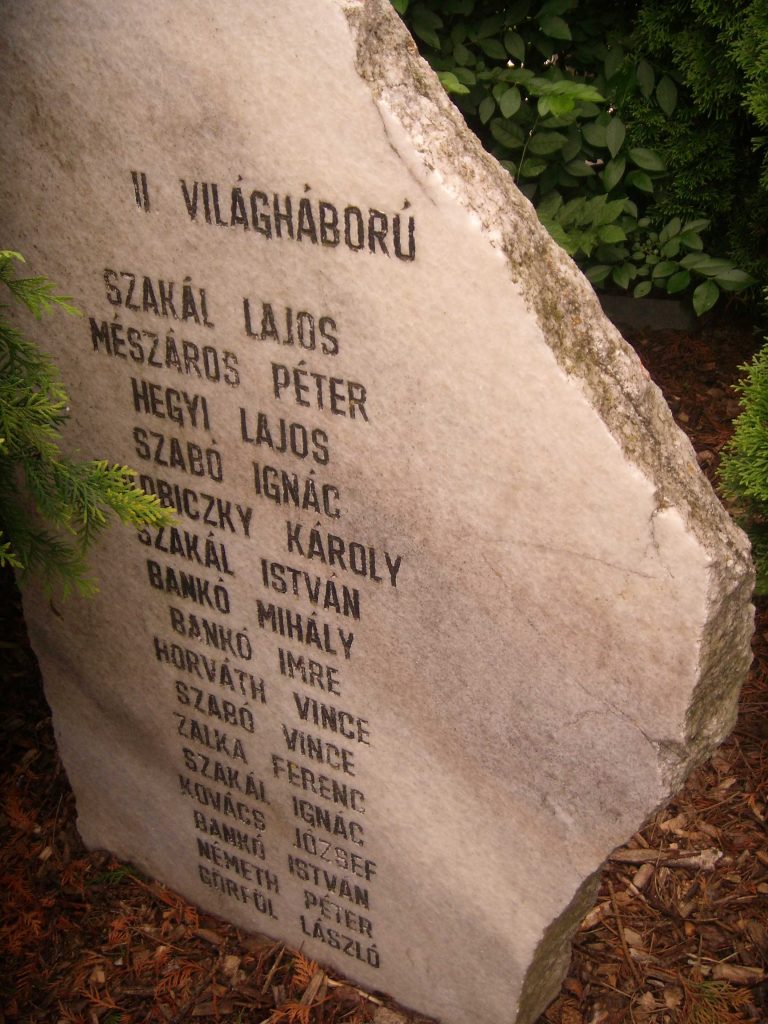 II VILÁGHÁBORÚ
SZAKÁL LAJOS
MÉSZÁROS PÉTER
HEGYI LAJOS
SZABÓ IGNÁC
KÁROLY
SZAKÁL ISTVÁN
BANKÓ MIHÁLY
BANKÓ IMRE
HORVÁTH VINCE
SZABÓ VINCE
ZALKA FERENC
SZAKÁL IGNÁC
KOVÁCS JÓZSEF
BANKÓ ISTVÁN
NÉMETH PÉTER
GÖRFÖL LÁSZLÓ